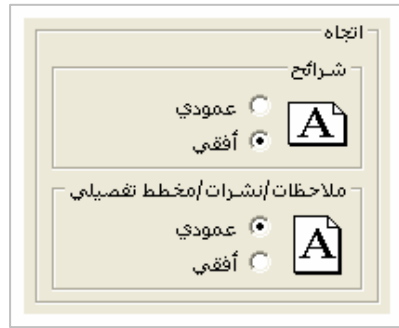 اتجاه
شرائح
عمودي
A
أفقي
ملاحظات/نشرات/مخطط تفصيلي
عمودي
A
أفقي